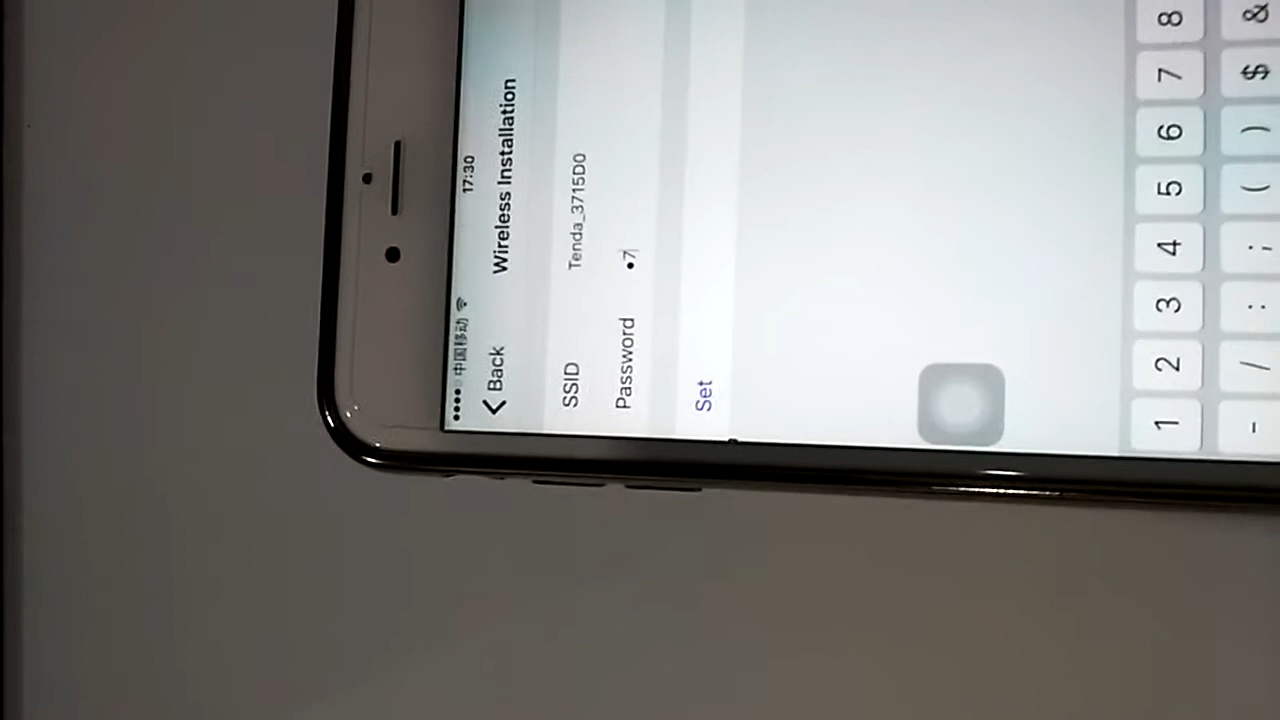 中国移动 17:30
Back Wireless Installation
SSID Tenda_3715D0
Password •7
Set
1 2 3 4 5 6 7 8
- / : ; ( ) $ &